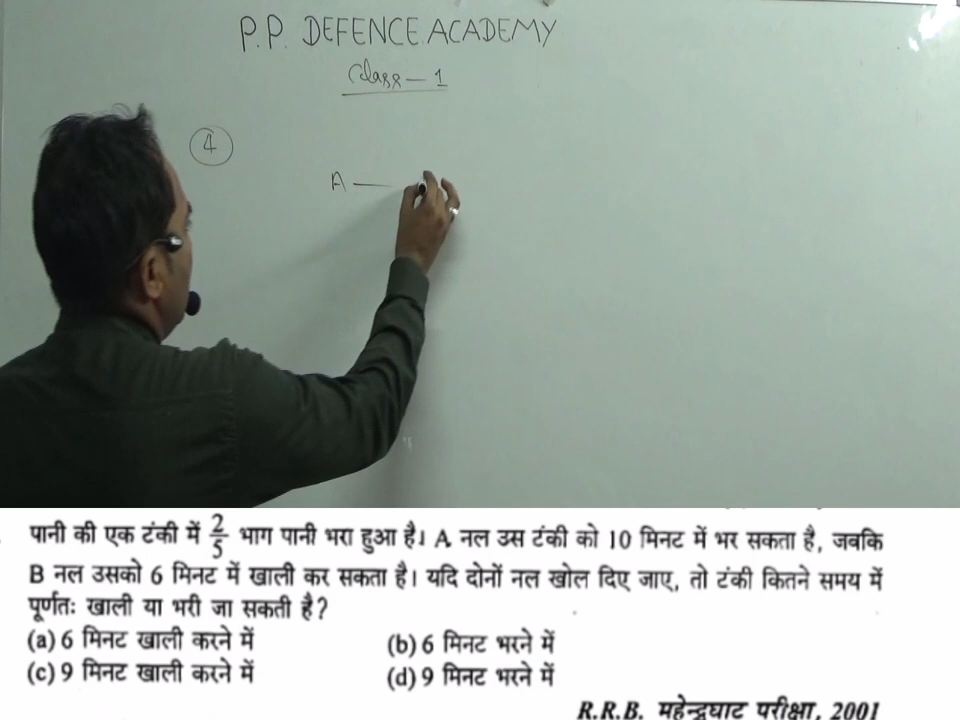 P.P. DEFENCE ACADEMY
Class - 1
4
A —
पानी की एक टंकी में 2/5 भाग पानी भरा हुआ है। A नल उस टंकी को 10 मिनट में भर सकता है, जबकि
B नल उसको 6 मिनट में खाली कर सकता है। यदि दोनों नल खोल दिए जाए, तो टंकी कितने समय में
पूर्णतः खाली या भरी जा सकती है?
(a) 6 मिनट खाली करने में (b) 6 मिनट भरने में
(c) 9 मिनट खाली करने में (d) 9 मिनट भरने में
R.R.B. महेन्द्रघाट परीक्षा, 2001